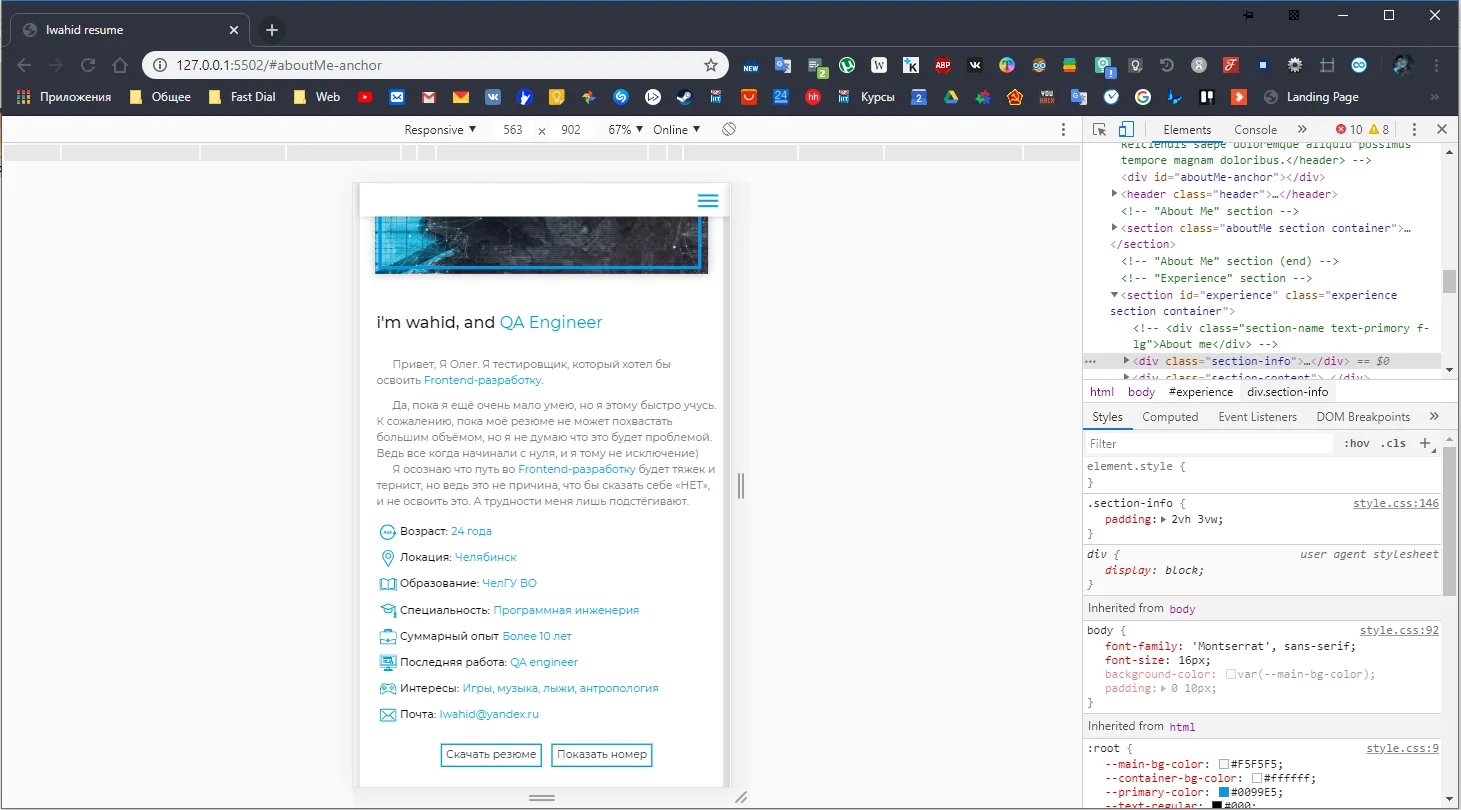 lwahid resume
127.0.0.1:5502/#aboutMe-anchor
NEW
2
W
ABP
Приложения
Общее
Fast Dial
Web
24
hh
Курсы
2
YOU HACK
Landing Page
»
Responsive ▼ 563 × 902 67% ▼ Online ▼
Elements Console » 10 8
Reiciendis saepe doloremque aliquid possimus
tempore magnam doloribus.</header> -->
<div id="aboutMe-anchor"></div>
<header class="header">…</header>
<!-- "About Me" section -->
<section class="aboutMe section container">…
</section>
<!-- "About Me" section (end) -->
<!-- "Experience" section -->
<section id="experience" class="experience
section container">
<!-- <div class="section-name text-primary f-
lg">About me</div> -->
<div class="section-info">…</div> == $0
<div class="section-content">…</div>
html body #experience div.section-info
Styles Computed Event Listeners DOM Breakpoints »
Filter :hov .cls +
element.style {
}
.section-info { style.css:146
padding: 2vh 3vw;
}
div { user agent stylesheet
display: block;
}
Inherited from body
body { style.css:92
font-family: 'Montserrat', sans-serif;
font-size: 16px;
background-color: var(--main-bg-color);
padding: 0 10px;
}
Inherited from html
:root { style.css:9
--main-bg-color: #F5F5F5;
--container-bg-color: #ffffff;
--primary-color: #0099E5;
--text-regular: #000;
i'm wahid, and QA Engineer
Привет, Я Олег. Я тестировщик, который хотел бы
освоить Frontend-разработку.
Да, пока я ещё очень мало умею, но я этому быстро учусь.
К сожалению, пока моё резюме не может похвастать
большим объёмом, но я не думаю что это будет проблемой.
Ведь все когда начинали с нуля, и я тому не исключение)
Я осознаю что путь во Frontend-разработку будет тяжек и
тернист, но ведь это не причина, что бы сказать себе «НЕТ»,
и не освоить это. А трудности меня лишь подстёгивают.
Возраст: 24 года
Локация: Челябинск
Образование: ЧелГУ ВО
Специальность: Программная инженерия
Суммарный опыт Более 10 лет
Последняя работа: QA engineer
Интересы: Игры, музыка, лыжи, антропология
Почта: lwahid@yandex.ru
Скачать резюме Показать номер